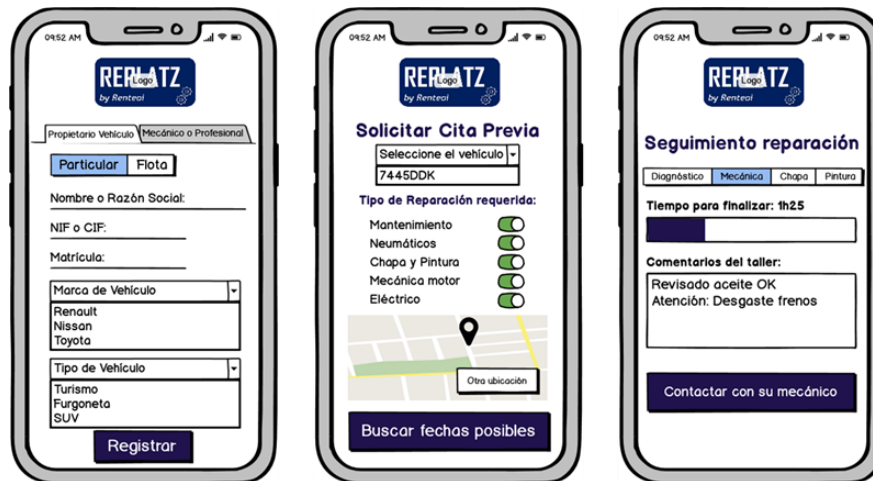 09:52 AM
REPLATZ
Logo
by Renteai
Propietario Vehículo
Mecánico o Profesional
Particular
Flota
Nombre o Razón Social:
NIF o CIF:
Matrícula:
Marca de Vehículo
Renault
Nissan
Toyota
Tipo de Vehículo
Turismo
Furgoneta
SUV
Registrar
09:52 AM
REPLATZ
Logo
by Renteai
Solicitar Cita Previa
Seleccione el vehículo
7445DDK
Tipo de Reparación requerida:
Mantenimiento
Neumáticos
Chapa y Pintura
Mecánica motor
Eléctrico
Otra ubicación
Buscar fechas posibles
09:52 AM
REPLATZ
Logo
by Renteai
Seguimiento reparación
Diagnóstico
Mecánica
Chapa
Pintura
Tiempo para finalizar: 1h25
Comentarios del taller:
Revisado aceite OK
Atención: Desgaste frenos
Contactar con su mecánico